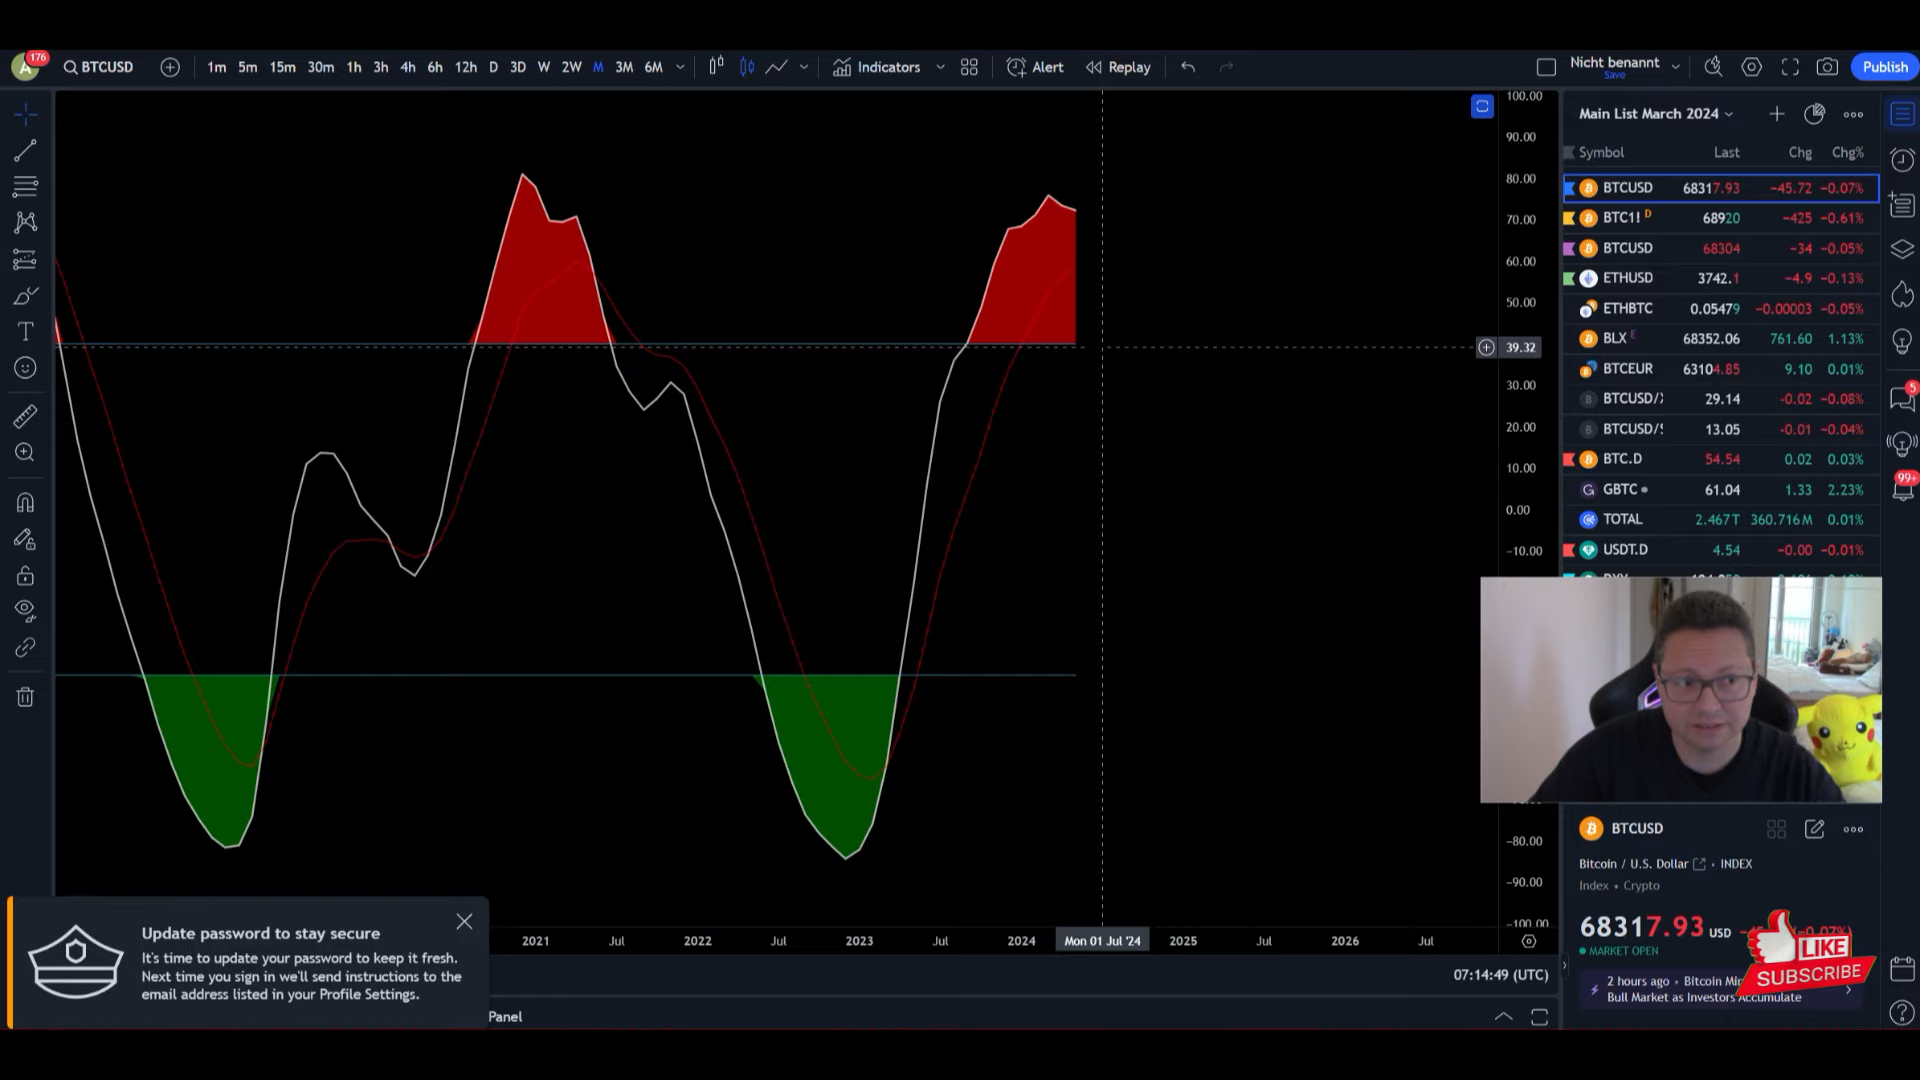 A 176 BTCUSD 1m 5m 15m 30m 1h 3h 4h 6h 12h D 3D W 2W M 3M 6M Indicators Alert Replay Nicht benannt Save Publish
100.00
90.00
80.00
70.00
60.00
50.00
39.32
30.00
20.00
10.00
0.00
−10.00
−80.00
−90.00
−100.00
2021 Jul 2022 Jul 2023 Jul 2024 Mon 01 Jul '24 2025 Jul 2026 Jul
07:14:49 (UTC)
Panel
Update password to stay secure
It's time to update your password to keep it fresh.
Next time you sign in we'll send instructions to the
email address listed in your Profile Settings.
Main List March 2024
Symbol Last Chg Chg%
BTCUSD 68317.93 −45.72 −0.07%
BTC1! D 68920 −425 −0.61%
BTCUSD 68304 −34 −0.05%
ETHUSD 3742.1 −4.9 −0.13%
ETHBTC 0.05479 −0.00003 −0.05%
BLX E 68352.06 761.60 1.13%
BTCEUR 63104.85 9.10 0.01%
BTCUSD/ 29.14 −0.02 −0.08%
BTCUSD/ 13.05 −0.01 −0.04%
BTC.D 54.54 0.02 0.03%
GBTC 61.04 1.33 2.23%
TOTAL 2.467T 360.716M 0.01%
USDT.D 4.54 −0.00 −0.01%
5
99+
BTCUSD
Bitcoin / U.S. Dollar • INDEX
Index • Crypto
68317.93 USD
MARKET OPEN
LIKE
SUBSCRIBE
2 hours ago • Bitcoin
Bull Market as Investors Accumulate